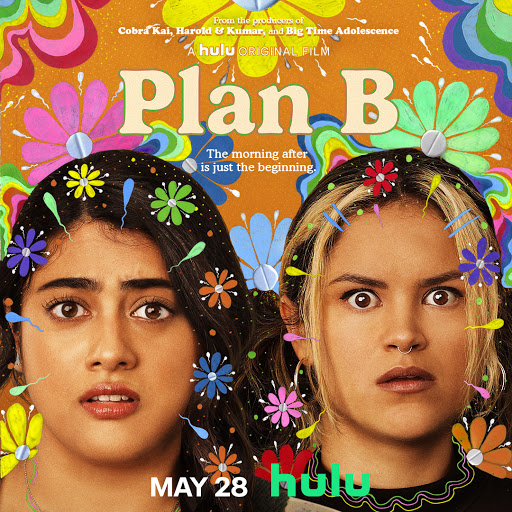 From the producers of
Cobra Kai, Harold & Kumar, and Big Time Adolescence
A hulu ORIGINAL FILM
Plan B
The morning after
is just the beginning.
MAY 28 hulu